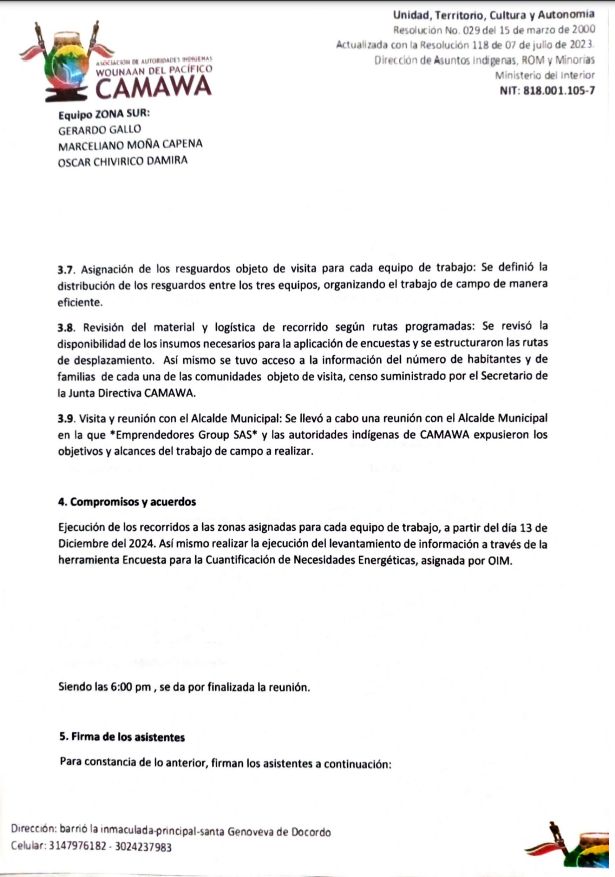 Unidad, Territorio, Cultura y Autonomia
Resolución No. 029 del 15 de marzo de 2000
Actualizada con la Resolución 118 de 07 de julio de 2023.
Dirección de Asuntos indígenas, ROM y Minorias
Ministerio del Interior
NIT: 818.001.105-7
ASOCIACIÓN DE AUTORIDADES INDÍGENAS
WOUNAAN DEL PACÍFICO
CAMAWA
Equipo ZONA SUR:
GERARDO GALLO
MARCELIANO MOÑA CAPENA
OSCAR CHIVIRICO DAMIRA
3.7. Asignación de los resguardos objeto de visita para cada equipo de trabajo: Se definió la
distribución de los resguardos entre los tres equipos, organizando el trabajo de campo de manera
eficiente.
3.8. Revisión del material y logística de recorrido según rutas programadas: Se revisó la
disponibilidad de los insumos necesarios para la aplicación de encuestas y se estructuraron las rutas
de desplazamiento. Así mismo se tuvo acceso a la información del número de habitantes y de
familias de cada una de las comunidades objeto de visita, censo suministrado por el Secretario de
la Junta Directiva CAMAWA.
3.9. Visita y reunión con el Alcalde Municipal: Se llevó a cabo una reunión con el Alcalde Municipal
en la que *Emprendedores Group SAS* y las autoridades indígenas de CAMAWA expusieron los
objetivos y alcances del trabajo de campo a realizar.
4. Compromisos y acuerdos
Ejecución de los recorridos a las zonas asignadas para cada equipo de trabajo, a partir del día 13 de
Diciembre del 2024. Así mismo realizar la ejecución del levantamiento de información a través de la
herramienta Encuesta para la Cuantificación de Necesidades Energéticas, asignada por OIM.
Siendo las 6:00 pm , se da por finalizada la reunión.
5. Firma de los asistentes
Para constancia de lo anterior, firman los asistentes a continuación:
Dirección: barrió la inmaculada-principal-santa Genoveva de Docordo
Celular: 3147976182 - 3024237983